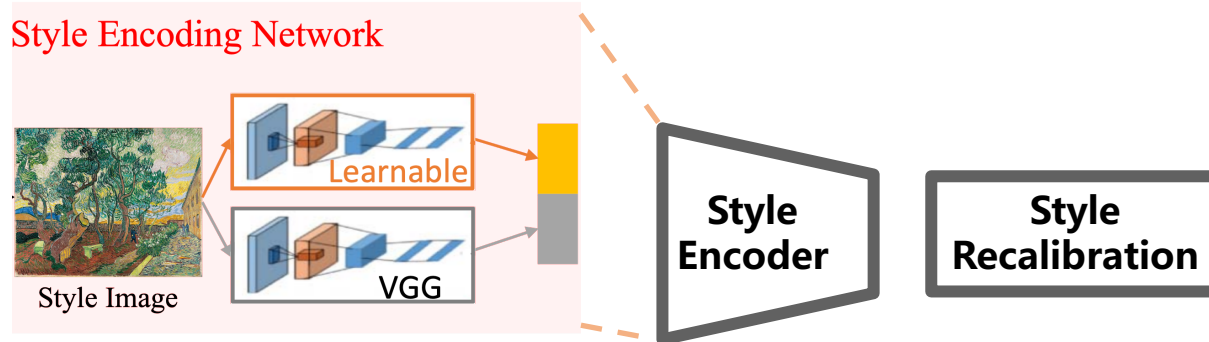 Style Encoding Network
Learnable
VGG
Style Image
Style
Encoder
Style
Recalibration